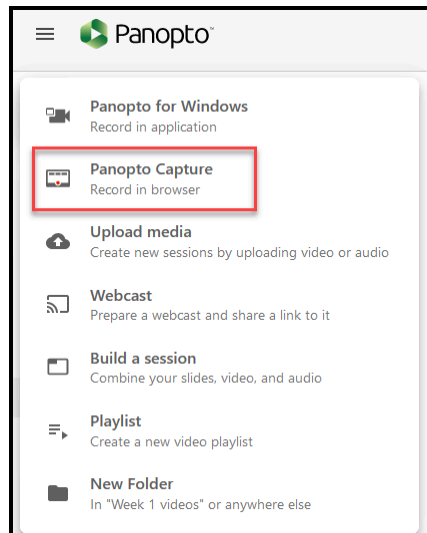 Panopto™
Panopto for Windows
Record in application
Panopto Capture
Record in browser
Upload media
Create new sessions by uploading video or audio
Webcast
Prepare a webcast and share a link to it
Build a session
Combine your slides, video, and audio
Playlist
Create a new video playlist
New Folder
In "Week 1 videos" or anywhere else